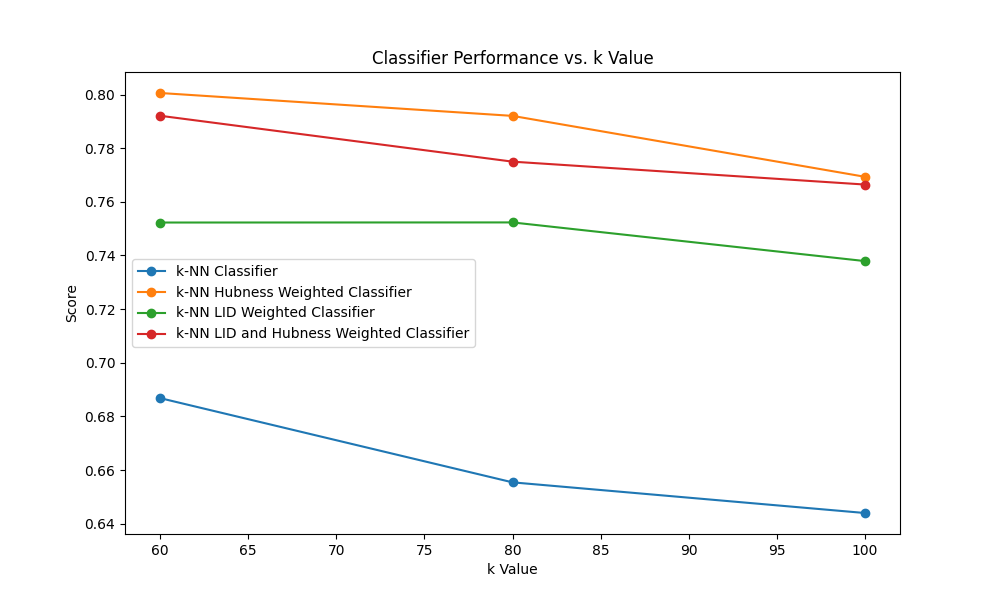 Classifier Performance vs. k Value
0.80
0.78
0.76
0.74
0.72
0.70
0.68
0.66
0.64
Score
k-NN Classifier
k-NN Hubness Weighted Classifier
k-NN LID Weighted Classifier
k-NN LID and Hubness Weighted Classifier
60 65 70 75 80 85 90 95 100
k Value